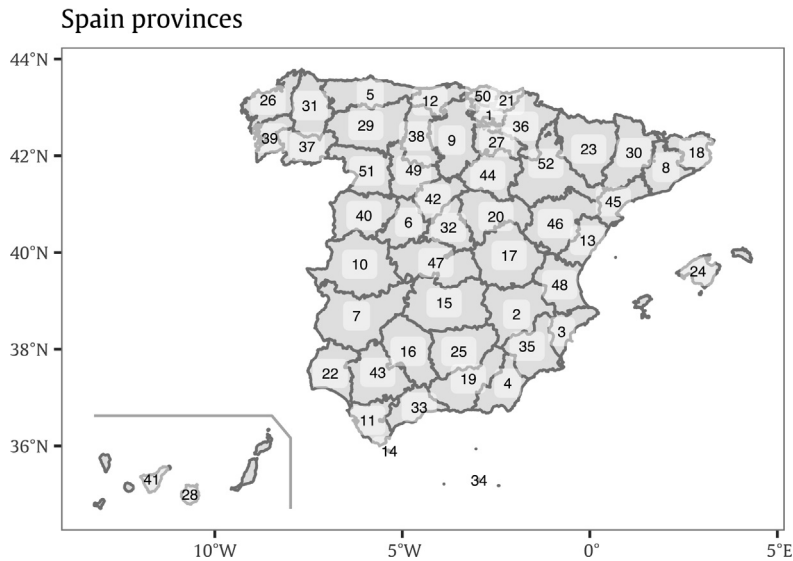 Spain provinces
44°N
42°N
40°N
38°N
36°N
26 31 5 12 50 21
1
39 37 29 38 9 27 36
23 30 8 18
51 49 44 52
42 45
40 6 32 20 46
13
10 47 17
48 24
7 15 2 3
16 25 35
22 43 19 4
11 33
14
41 28 34
10°W 5°W 0° 5°E